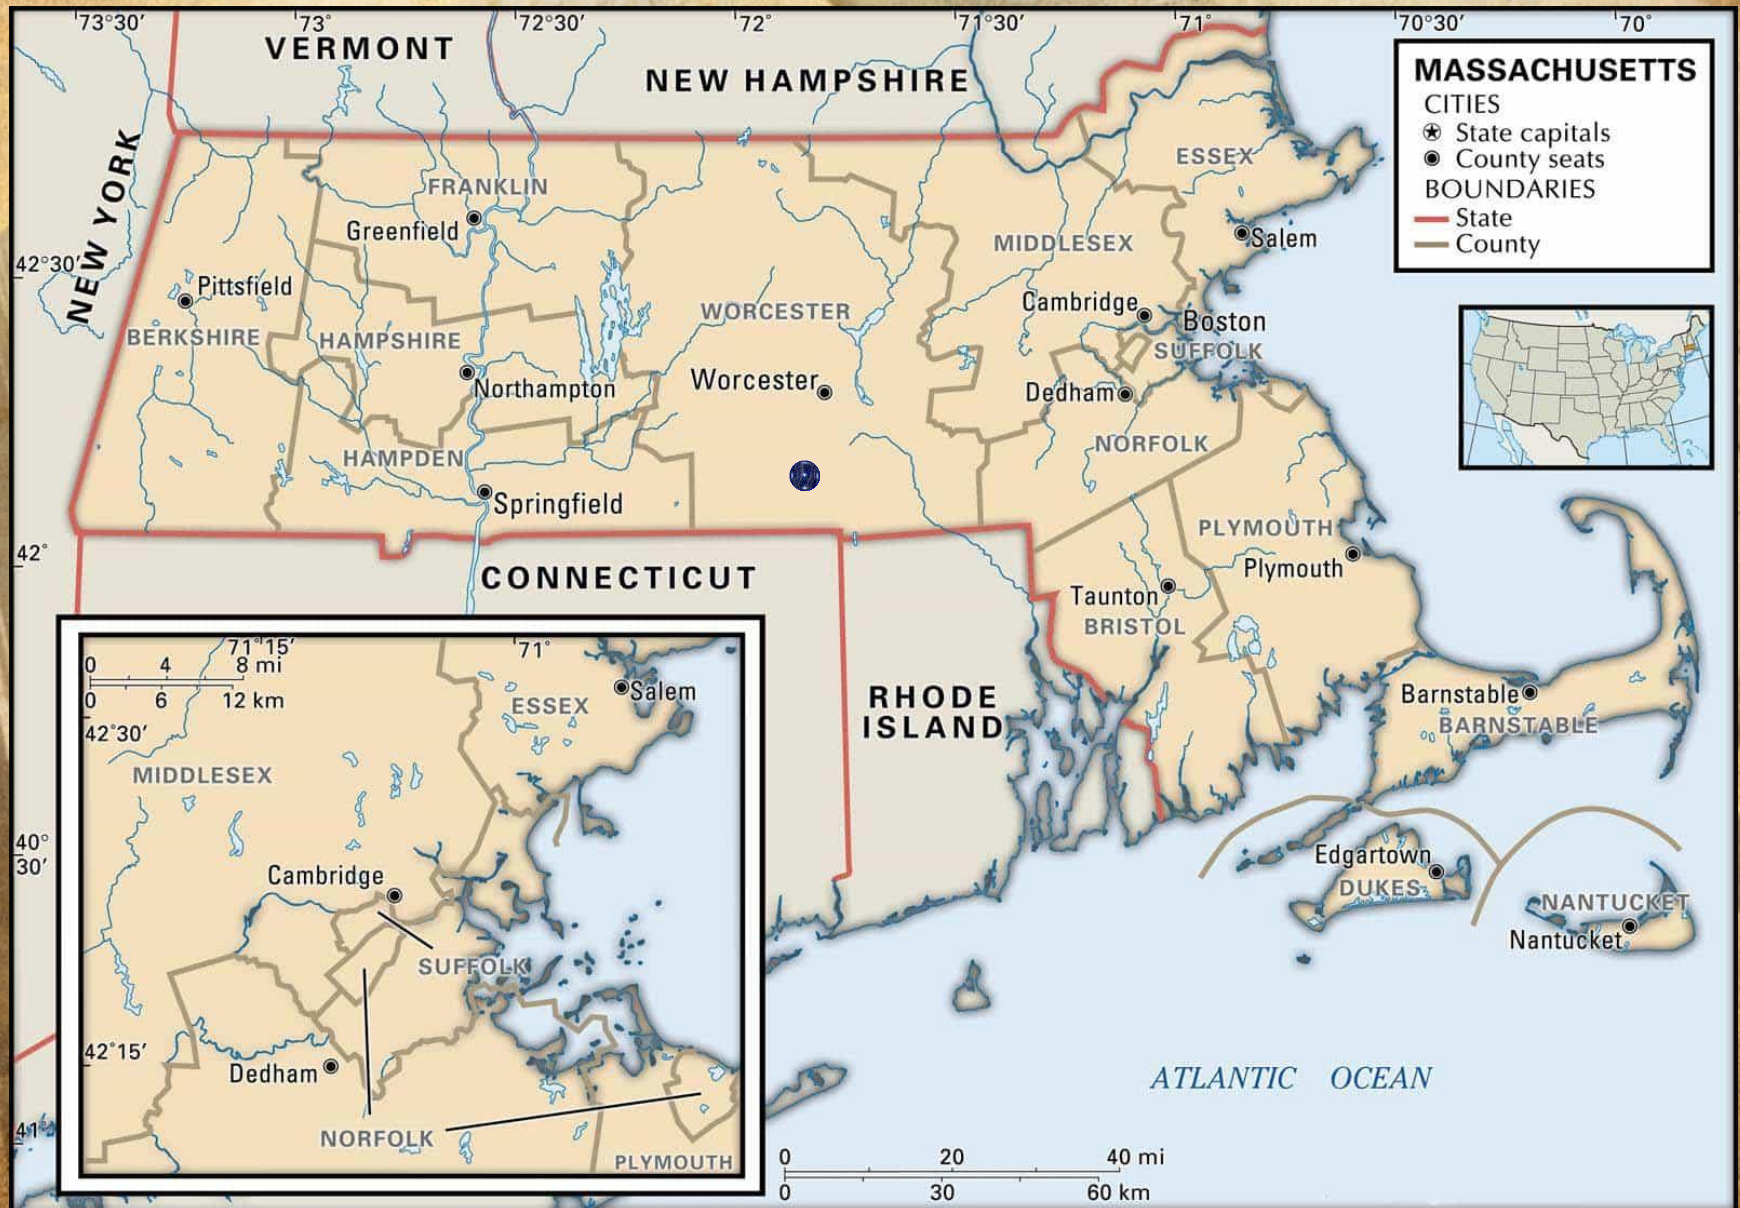 73°30′ 73° 72°30′ 72° 71°30′ 71° 70°30′ 70°
VERMONT
NEW HAMPSHIRE
NEW YORK
MASSACHUSETTS
CITIES
State capitals
County seats
BOUNDARIES
State
County
ESSEX
FRANKLIN
Greenfield
Salem
MIDDLESEX
42°30′
Pittsfield
Cambridge
WORCESTER
Boston
BERKSHIRE
HAMPSHIRE
SUFFOLK
Worcester
Northampton
Dedham
NORFOLK
HAMPDEN
Springfield
PLYMOUTH
42°
Plymouth
CONNECTICUT
Taunton
BRISTOL
RHODE
ISLAND
Barnstable
BARNSTABLE
40°
30′
Edgartown
DUKES
NANTUCKET
Nantucket
ATLANTIC OCEAN
41°
0 20 40 mi
0 30 60 km
71°15′ 71°
0 4 8 mi
0 6 12 km
Salem
ESSEX
42°30′
MIDDLESEX
Cambridge
SUFFOLK
42°15′
Dedham
NORFOLK
PLYMOUTH